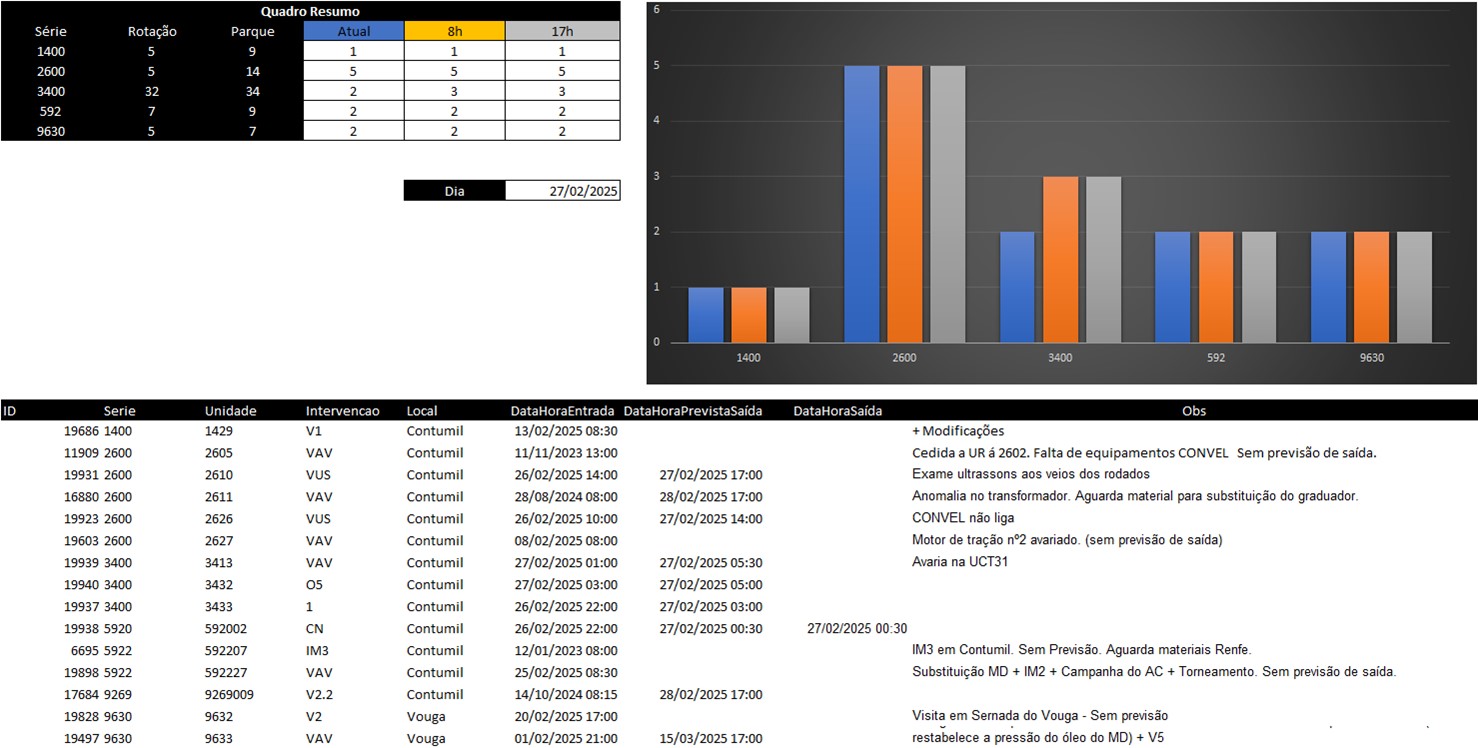 Quadro Resumo
Série Rotação Parque Atual 8h 17h
1400 5 9 1 1 1
2600 5 14 5 5 5
3400 32 34 2 3 3
592 7 9 2 2 2
9630 5 7 2 2 2
Dia 27/02/2025
6
5
4
3
2
1
0
1400 2600 3400 592 9630
ID Serie Unidade Intervencao Local DataHoraEntrada DataHoraPrevistaSaída DataHoraSaída Obs
19686 1400 1429 V1 Contumil 13/02/2025 08:30 + Modificações
11909 2600 2605 VAV Contumil 11/11/2023 13:00 Cedida a UR á 2602. Falta de equipamentos CONVEL Sem previsão de saída.
19931 2600 2610 VUS Contumil 26/02/2025 14:00 27/02/2025 17:00 Exame ultrassons aos veios dos rodados
16880 2600 2611 VAV Contumil 28/08/2024 08:00 28/02/2025 17:00 Anomalia no transformador. Aguarda material para substituição do graduador.
19923 2600 2626 VUS Contumil 26/02/2025 10:00 27/02/2025 14:00 CONVEL não liga
19603 2600 2627 VAV Contumil 08/02/2025 08:00 Motor de tração nº2 avariado. (sem previsão de saída)
19939 3400 3413 VAV Contumil 27/02/2025 01:00 27/02/2025 05:30 Avaria na UCT31
19940 3400 3432 O5 Contumil 27/02/2025 03:00 27/02/2025 05:00
19937 3400 3433 1 Contumil 26/02/2025 22:00 27/02/2025 03:00
19938 5920 592002 CN Contumil 26/02/2025 22:00 27/02/2025 00:30 27/02/2025 00:30
6695 5922 592207 IM3 Contumil 12/01/2023 08:00 IM3 em Contumil. Sem Previsão. Aguarda materiais Renfe.
19898 5922 592227 VAV Contumil 25/02/2025 08:30 Substituição MD + IM2 + Campanha do AC + Torneamento. Sem previsão de saída.
17684 9269 9269009 V2.2 Contumil 14/10/2024 08:15 28/02/2025 17:00
19828 9630 9632 V2 Vouga 20/02/2025 17:00 Visita em Sernada do Vouga - Sem previsão
19497 9630 9633 VAV Vouga 01/02/2025 21:00 15/03/2025 17:00 restabelece a pressão do óleo do MD) + V5